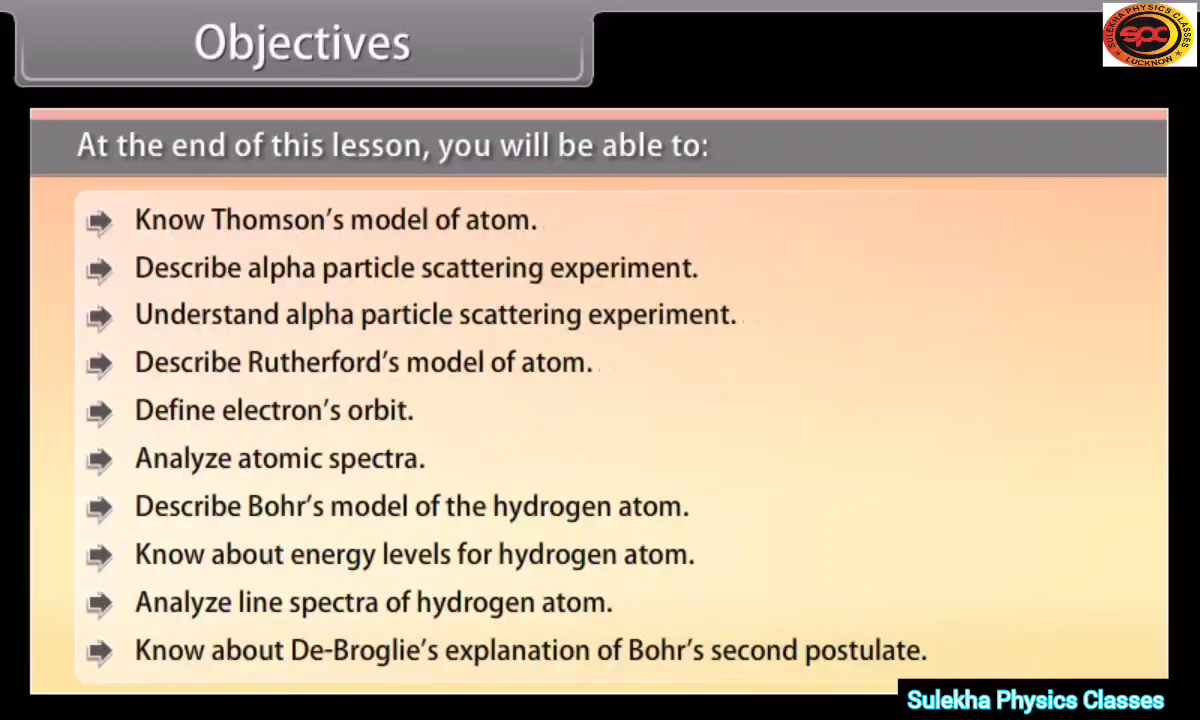 Objectives
SULEKHA PHYSICS CLASSES
spc
LUCKNOW
At the end of this lesson, you will be able to:
Know Thomson's model of atom.
Describe alpha particle scattering experiment.
Understand alpha particle scattering experiment.
Describe Rutherford's model of atom.
Define electron's orbit.
Analyze atomic spectra.
Describe Bohr's model of the hydrogen atom.
Know about energy levels for hydrogen atom.
Analyze line spectra of hydrogen atom.
Know about De-Broglie's explanation of Bohr's second postulate.
Sulekha Physics Classes